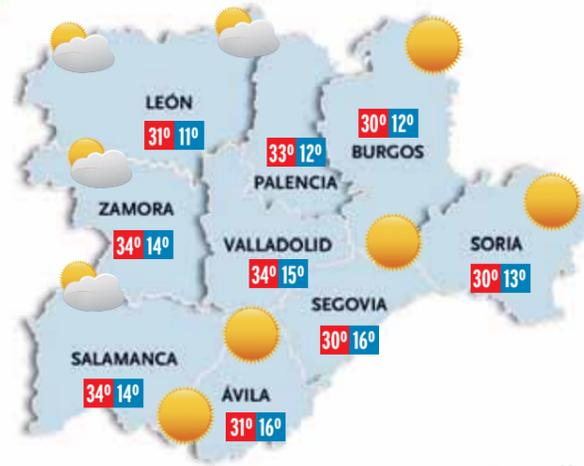 LEÓN
31º 11º
30º 12º
BURGOS
33º 12º
PALENCIA
ZAMORA
34º 14º
VALLADOLID
34º 15º
SORIA
30º 13º
SEGOVIA
30º 16º
SALAMANCA
34º 14º
ÁVILA
31º 16º